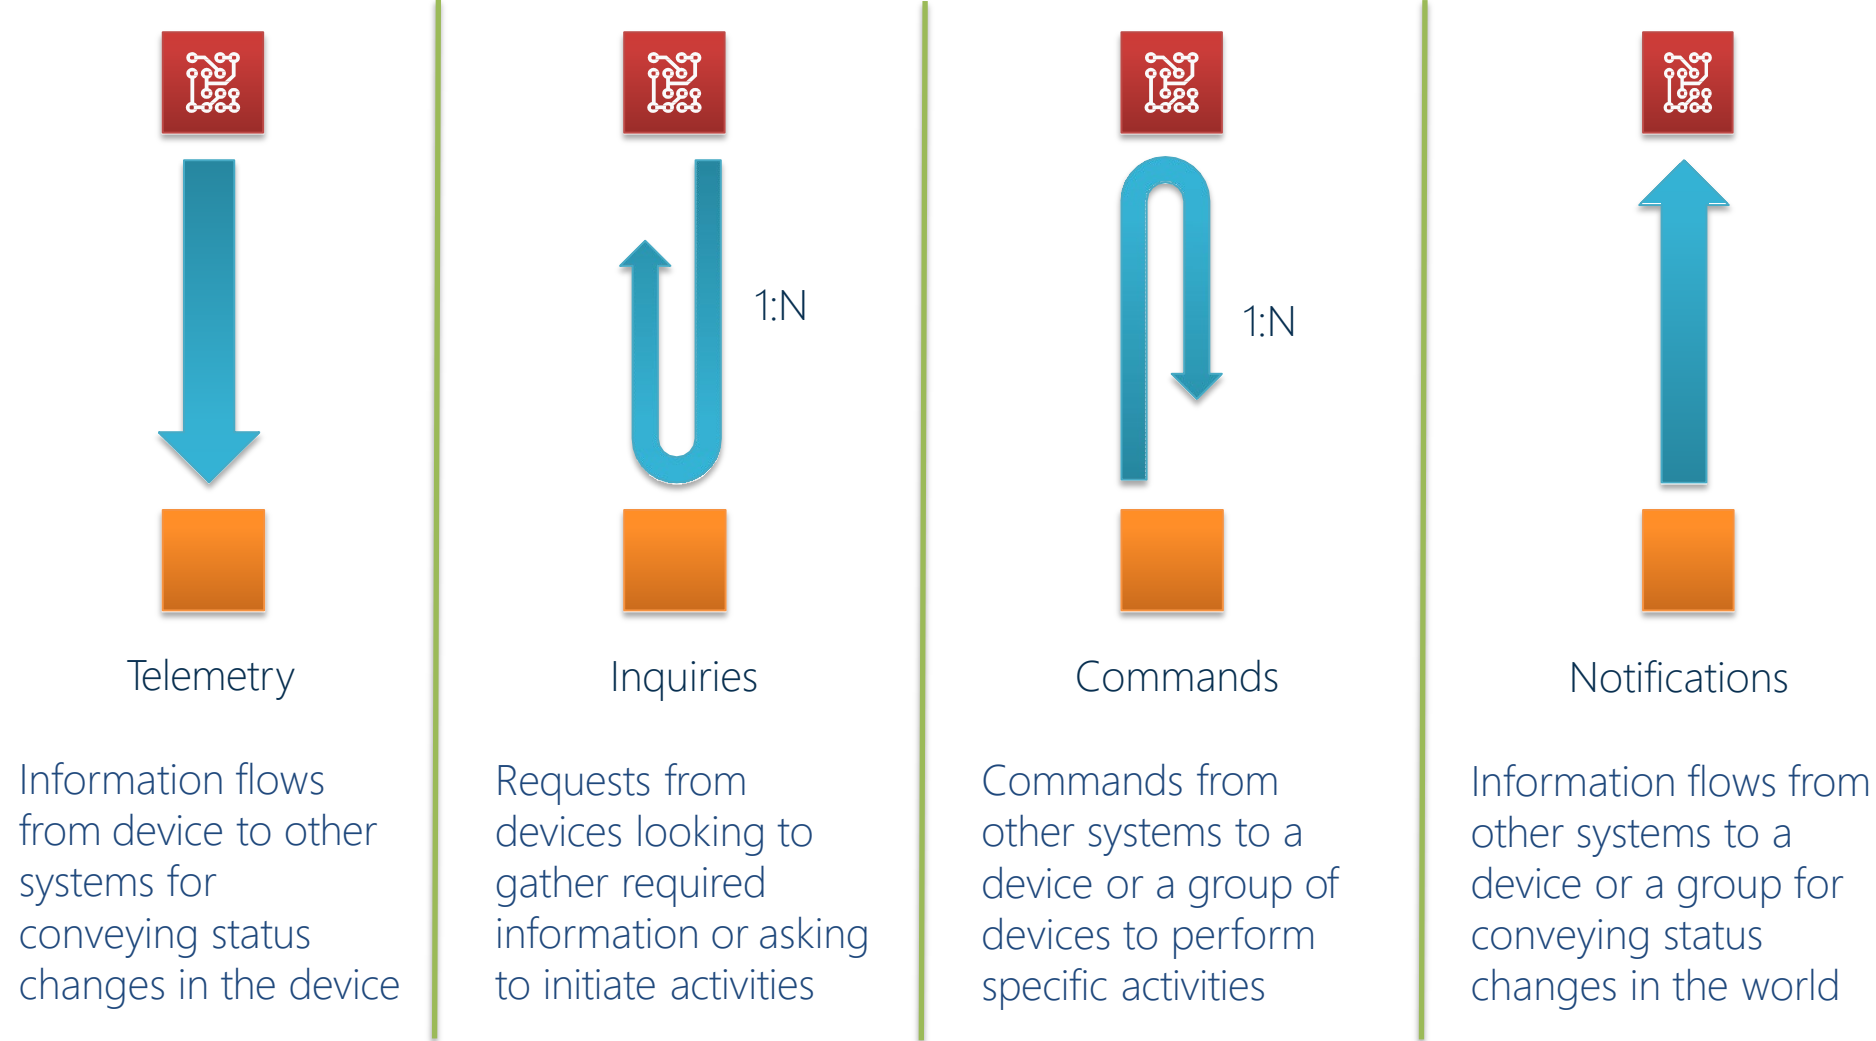 1:N
1:N
Telemetry
Inquiries
Commands
Notifications
Information flows
from device to other
systems for
conveying status
changes in the device
Requests from
devices looking to
gather required
information or asking
to initiate activities
Commands from
other systems to a
device or a group of
devices to perform
specific activities
Information flows from
other systems to a
device or a group for
conveying status
changes in the world